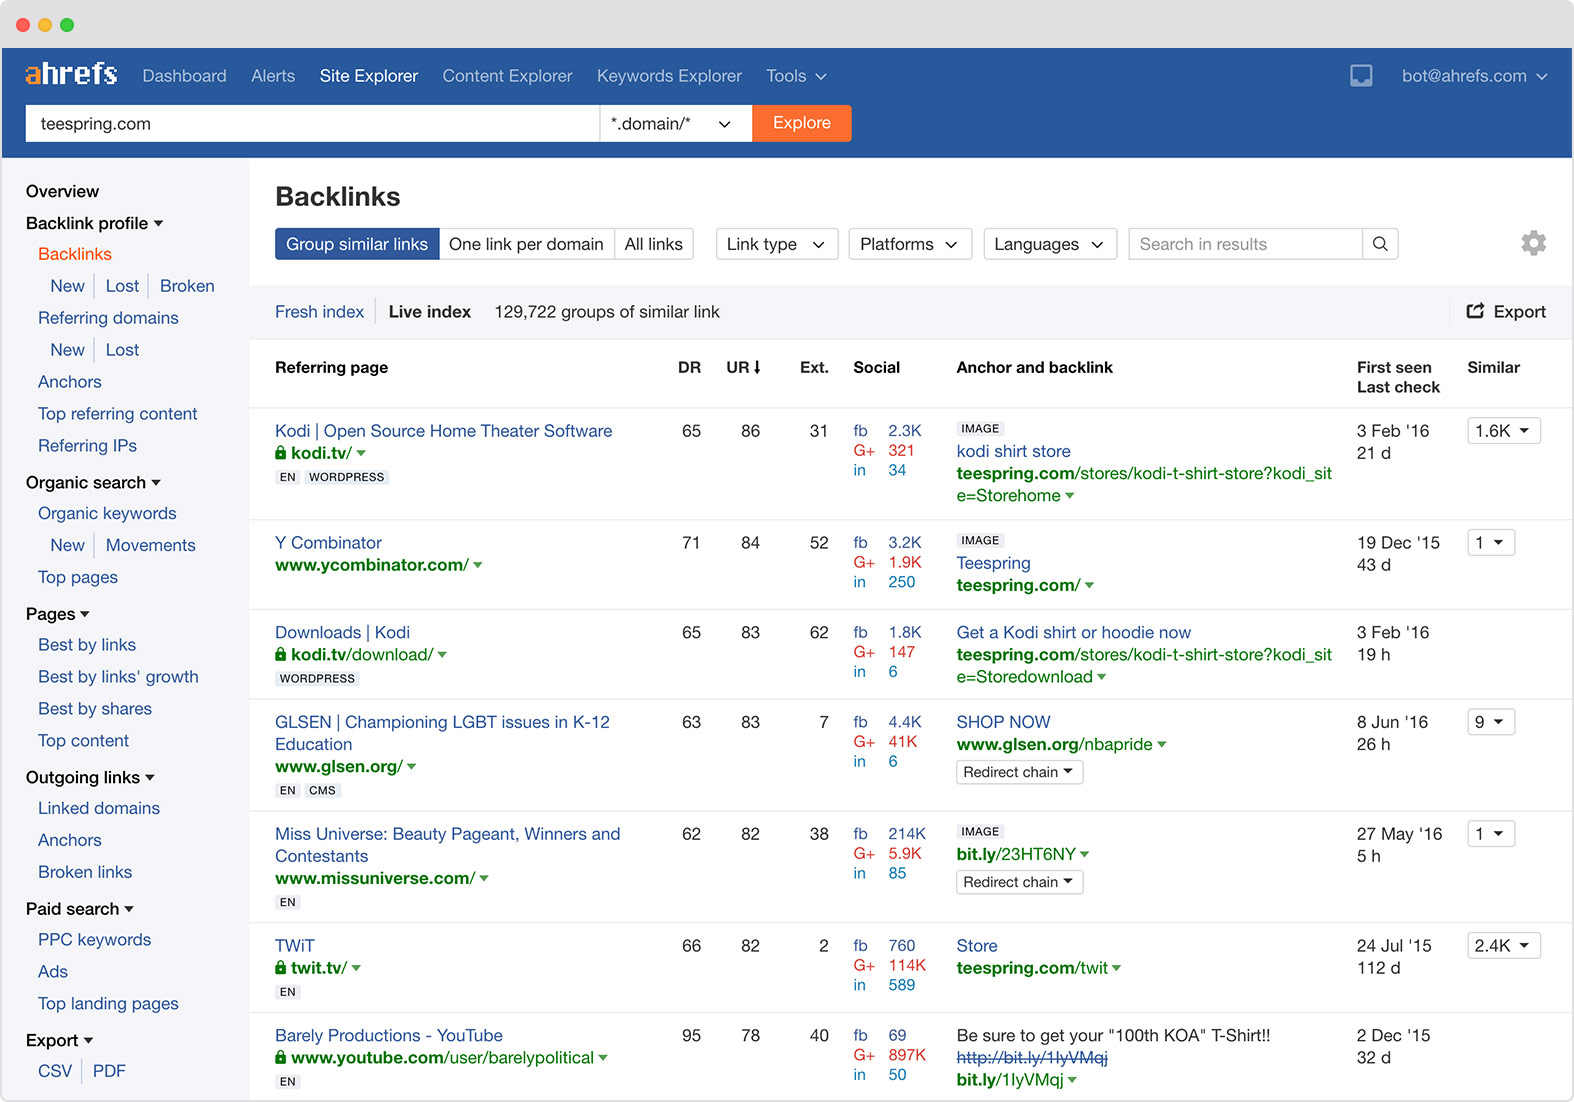 ahrefs Dashboard Alerts Site Explorer Content Explorer Keywords Explorer Tools bot@ahrefs.com
teespring.com *.domain/* Explore
Overview
Backlink profile
Backlinks
New Lost Broken
Referring domains
New Lost
Anchors
Top referring content
Referring IPs
Organic search
Organic keywords
New Movements
Top pages
Pages
Best by links
Best by links' growth
Best by shares
Top content
Outgoing links
Linked domains
Anchors
Broken links
Paid search
PPC keywords
Ads
Top landing pages
Export
CSV PDF
Backlinks
Group similar links One link per domain All links Link type Platforms Languages Search in results
Fresh index Live index 129,722 groups of similar link Export
Referring page DR UR Ext. Social Anchor and backlink First seen Similar
Last check
Kodi | Open Source Home Theater Software 65 86 31 fb 2.3K IMAGE 3 Feb '16 1.6K
kodi.tv/ G+ 321 kodi shirt store 21 d
EN WORDPRESS in 34 teespring.com/stores/kodi-t-shirt-store?kodi_sit
e=Storehome
Y Combinator 71 84 52 fb 3.2K IMAGE 19 Dec '15 1
www.ycombinator.com/ G+ 1.9K Teespring 43 d
in 250 teespring.com/
Downloads | Kodi 65 83 62 fb 1.8K Get a Kodi shirt or hoodie now 3 Feb '16
kodi.tv/download/ G+ 147 teespring.com/stores/kodi-t-shirt-store?kodi_sit 19 h
WORDPRESS in 6 e=Storedownload
GLSEN | Championing LGBT issues in K-12 63 83 7 fb 4.4K SHOP NOW 8 Jun '16 9
Education G+ 41K www.glsen.org/nbapride 26 h
www.glsen.org/ in 6 Redirect chain
EN CMS
Miss Universe: Beauty Pageant, Winners and 62 82 38 fb 214K IMAGE 27 May '16 1
Contestants G+ 5.9K bit.ly/23HT6NY 5 h
www.missuniverse.com/ in 85 Redirect chain
EN
TWiT 66 82 2 fb 760 Store 24 Jul '15 2.4K
twit.tv/ G+ 114K teespring.com/twit 112 d
EN in 589
Barely Productions - YouTube 95 78 40 fb 69 Be sure to get your "100th KOA" T-Shirt!! 2 Dec '15
www.youtube.com/user/barelypolitical G+ 897K http://bit.ly/1IyVMqj 32 d
EN in 50 bit.ly/1IyVMqj